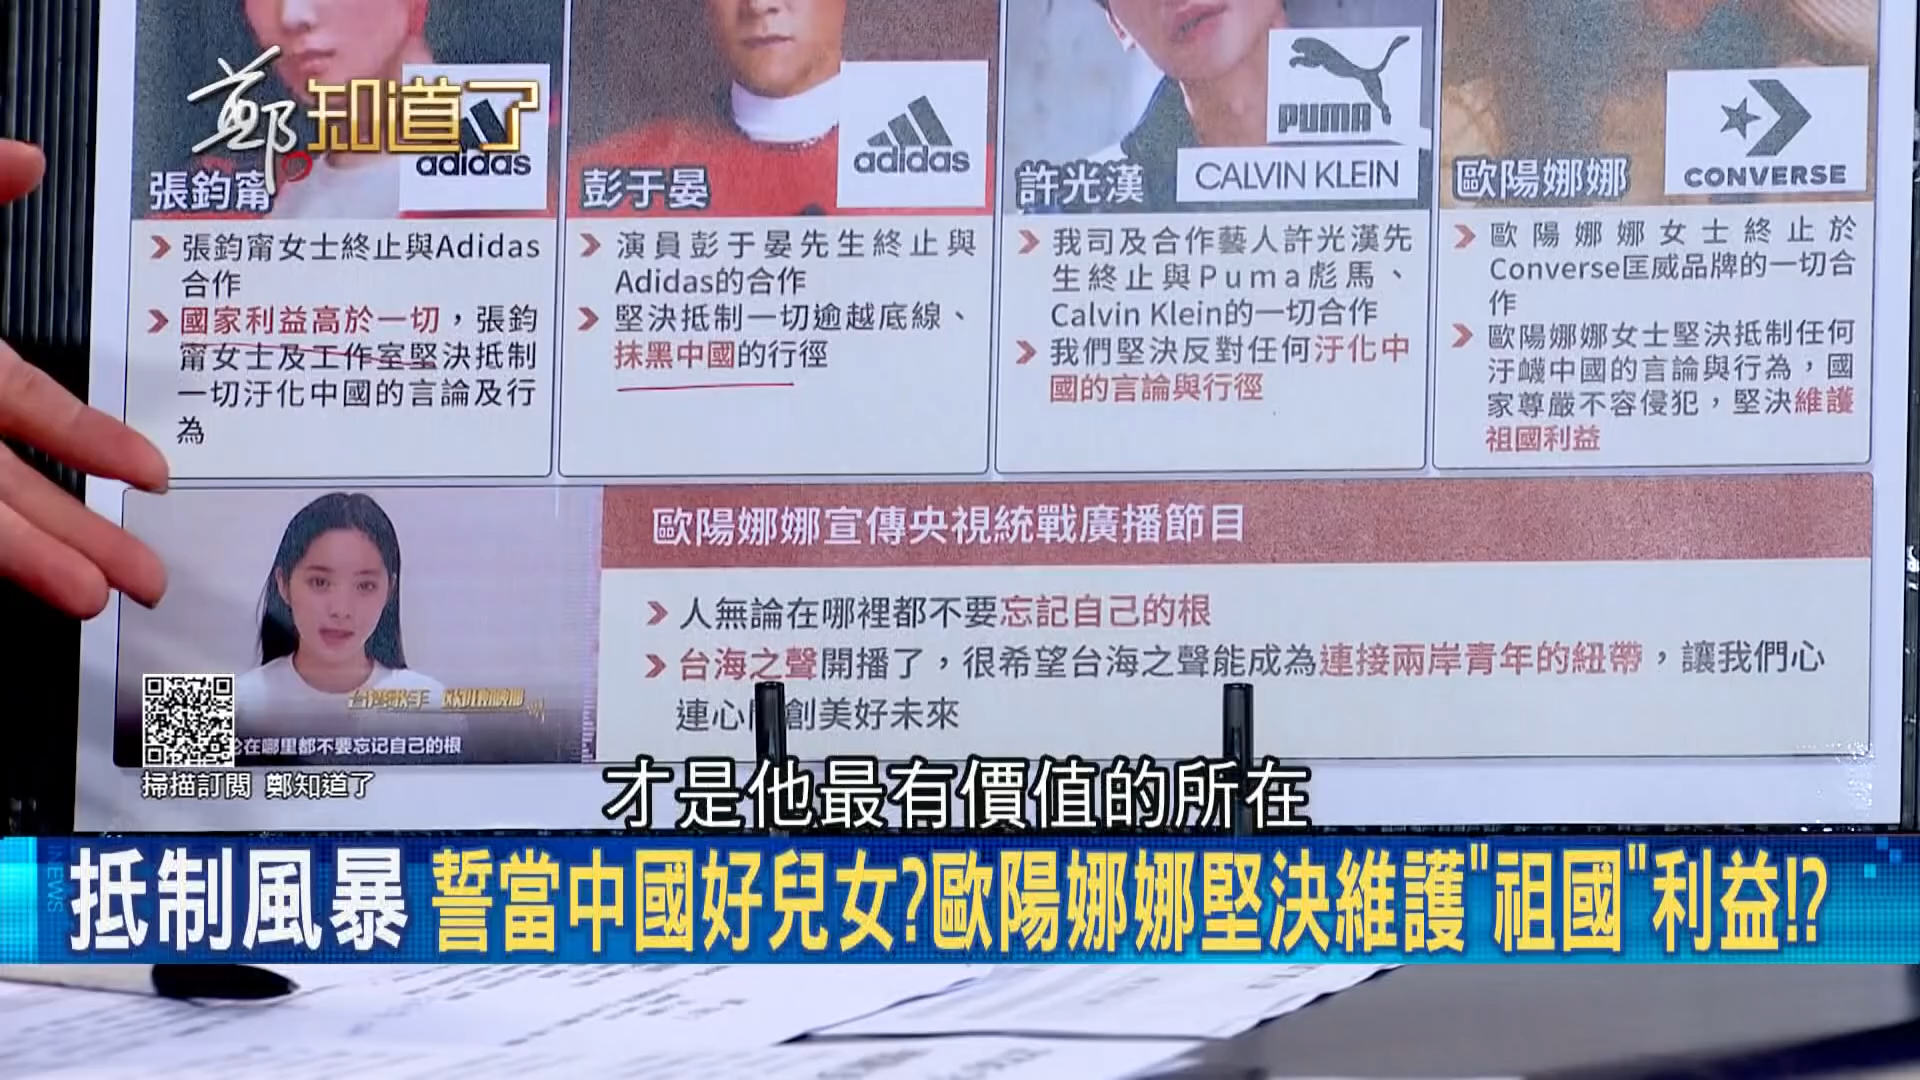 鄭知道了
adidas
張鈞甯
adidas
彭于晏
PUMA
CALVIN KLEIN
許光漢
CONVERSE
歐陽娜娜
張鈞甯女士終止與Adidas
合作
國家利益高於一切，張鈞
甯女士及工作室堅決抵制
一切汙化中國的言論及行
為
演員彭于晏先生終止與
Adidas的合作
堅決抵制一切逾越底線、
抹黑中國的行徑
我司及合作藝人許光漢先
生終止與Puma彪馬、
Calvin Klein的一切合作
我們堅決反對任何汙化中
國的言論與行徑
歐陽娜娜女士終止於
Converse匡威品牌的一切合
作
歐陽娜娜女士堅決抵制任何
汙衊中國的言論與行為，國
家尊嚴不容侵犯，堅決維護
祖國利益
歐陽娜娜宣傳央視統戰廣播節目
人無論在哪裡都不要忘記自己的根
台海之聲開播了，很希望台海之聲能成為連接兩岸青年的紐帶，讓我們心
連心創美好未來
在哪里都不要忘记自己的根
掃描訂閱 鄭知道了
才是他最有價值的所在
NEWS
抵制風暴 誓當中國好兒女?歐陽娜娜堅決維護"祖國"利益!?